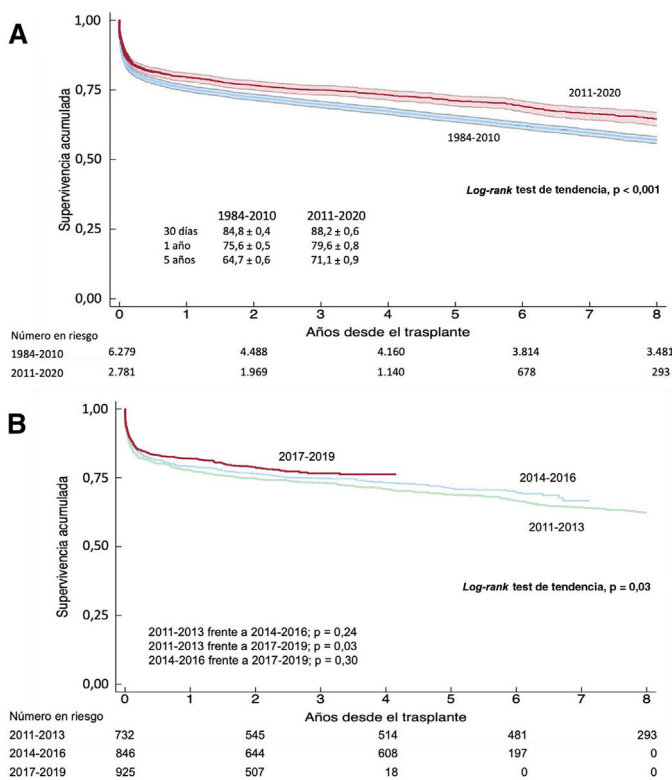 A
Supervivencia acumulada
1,00
0,75
0,50
0,25
0,00
2011-2020
1984-2010
Log-rank test de tendencia, p < 0,001
1984-2010 2011-2020
30 días 84,8 ± 0,4 88,2 ± 0,6
1 año 75,6 ± 0,5 79,6 ± 0,8
5 años 64,7 ± 0,6 71,1 ± 0,9
0 1 2 3 4 5 6 7 8
Años desde el trasplante
Número en riesgo
1984-2010 6.279 4.488 4.160 3.814 3.481
2011-2020 2.781 1.969 1.140 678 293
B
Supervivencia acumulada
1,00
0,75
0,50
0,25
0,00
2017-2019
2014-2016
2011-2013
Log-rank test de tendencia, p = 0,03
2011-2013 frente a 2014-2016; p = 0,24
2011-2013 frente a 2017-2019; p = 0,03
2014-2016 frente a 2017-2019; p = 0,30
0 1 2 3 4 5 6 7 8
Años desde el trasplante
Número en riesgo
2011-2013 732 545 514 481 293
2014-2016 846 644 608 197 0
2017-2019 925 507 18 0 0